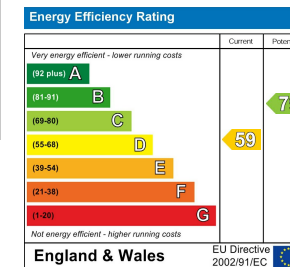 Energy Efficiency Rating
Current
Very energy efficient - lower running costs
(92 plus) A
(81-91) B
(69-80) C
(55-68) D
59
(39-54) E
(21-38) F
(1-20) G
Not energy efficient - higher running costs
England & Wales
EU Directive
2002/91/EC